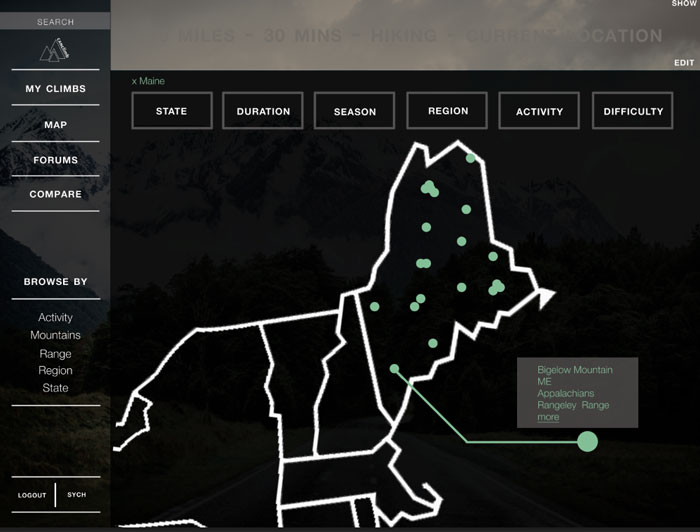 SEARCH
MY CLIMBS
MAP
FORUMS
COMPARE
BROWSE BY
Activity
Mountains
Range
Region
State
LOGOUT
SYCH
SHOW
MILES - 30 MINS - HIKING - CURRENT LOCATION
EDIT
x Maine
STATE
DURATION
SEASON
REGION
ACTIVITY
DIFFICULTY
Bigelow Mountain
ME
Appalachians
Rangeley Range
more